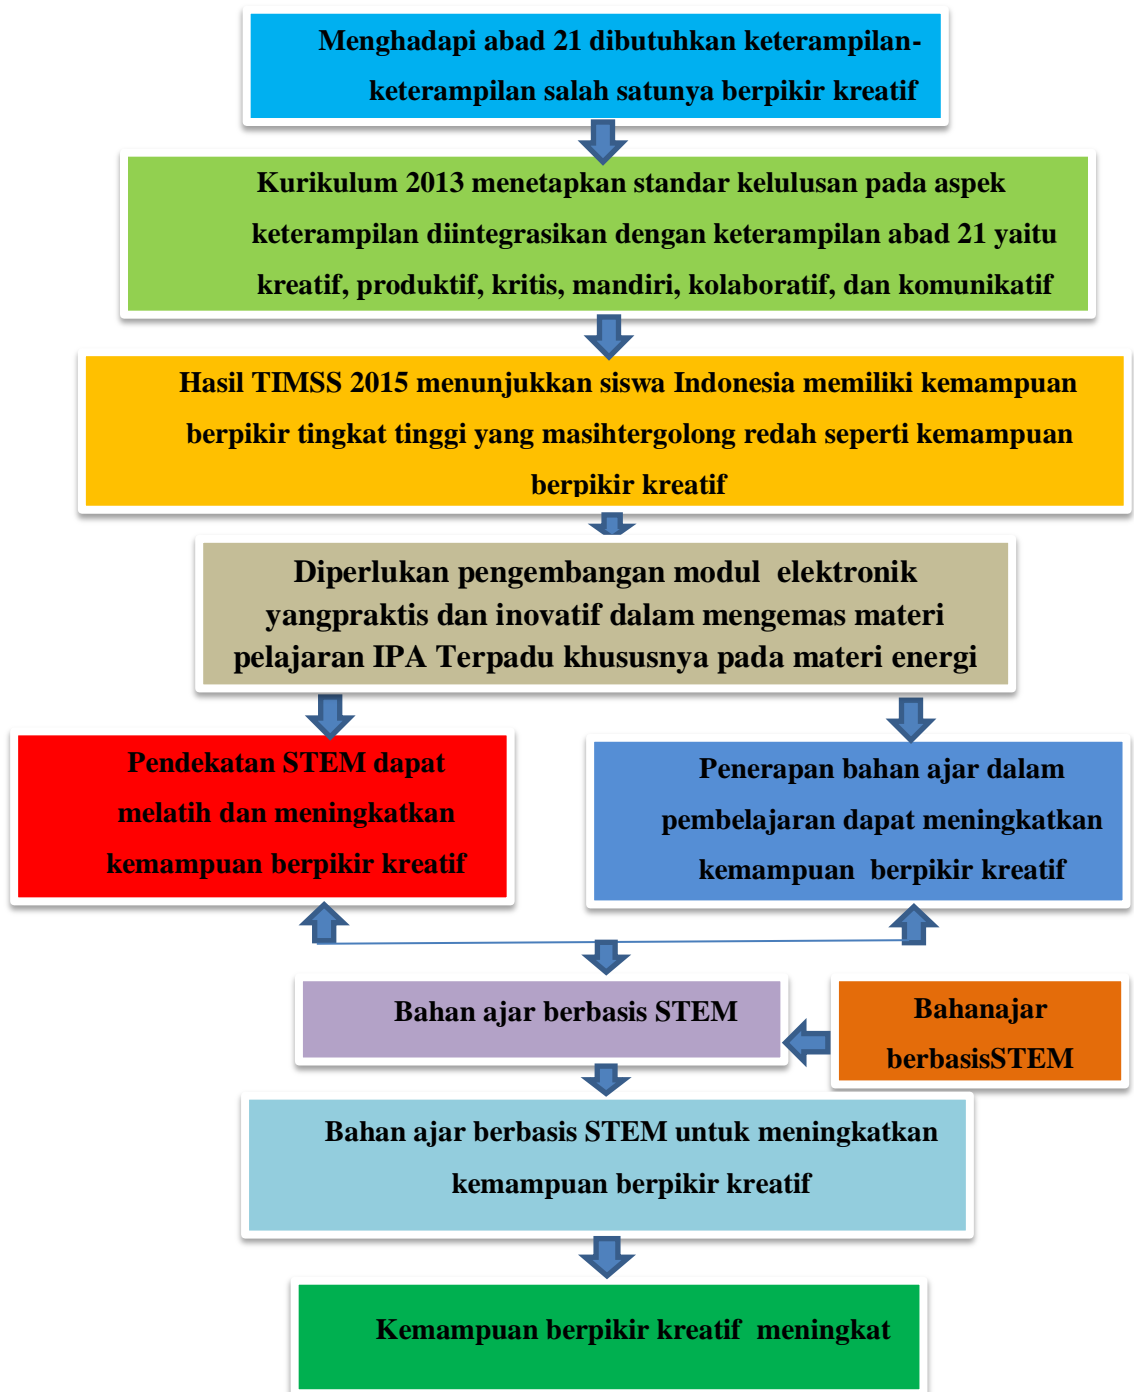 Menghadapi abad 21 dibutuhkan keterampilan-
keterampilan salah satunya berpikir kreatif
Kurikulum 2013 menetapkan standar kelulusan pada aspek
keterampilan diintegrasikan dengan keterampilan abad 21 yaitu
kreatif, produktif, kritis, mandiri, kolaboratif, dan komunikatif
Hasil TIMSS 2015 menunjukkan siswa Indonesia memiliki kemampuan
berpikir tingkat tinggi yang masihtergolong redah seperti kemampuan
berpikir kreatif
Diperlukan pengembangan modul  elektronik
yangpraktis dan inovatif dalam mengemas materi
pelajaran IPA Terpadu khususnya pada materi energi
Pendekatan STEM dapat
melatih dan meningkatkan
kemampuan berpikir kreatif
Penerapan bahan ajar dalam
pembelajaran dapat meningkatkan
kemampuan  berpikir kreatif
Bahan ajar berbasis STEM
Bahanajar
berbasisSTEM
Bahan ajar berbasis STEM untuk meningkatkan
kemampuan berpikir kreatif
Kemampuan berpikir kreatif  meningkat